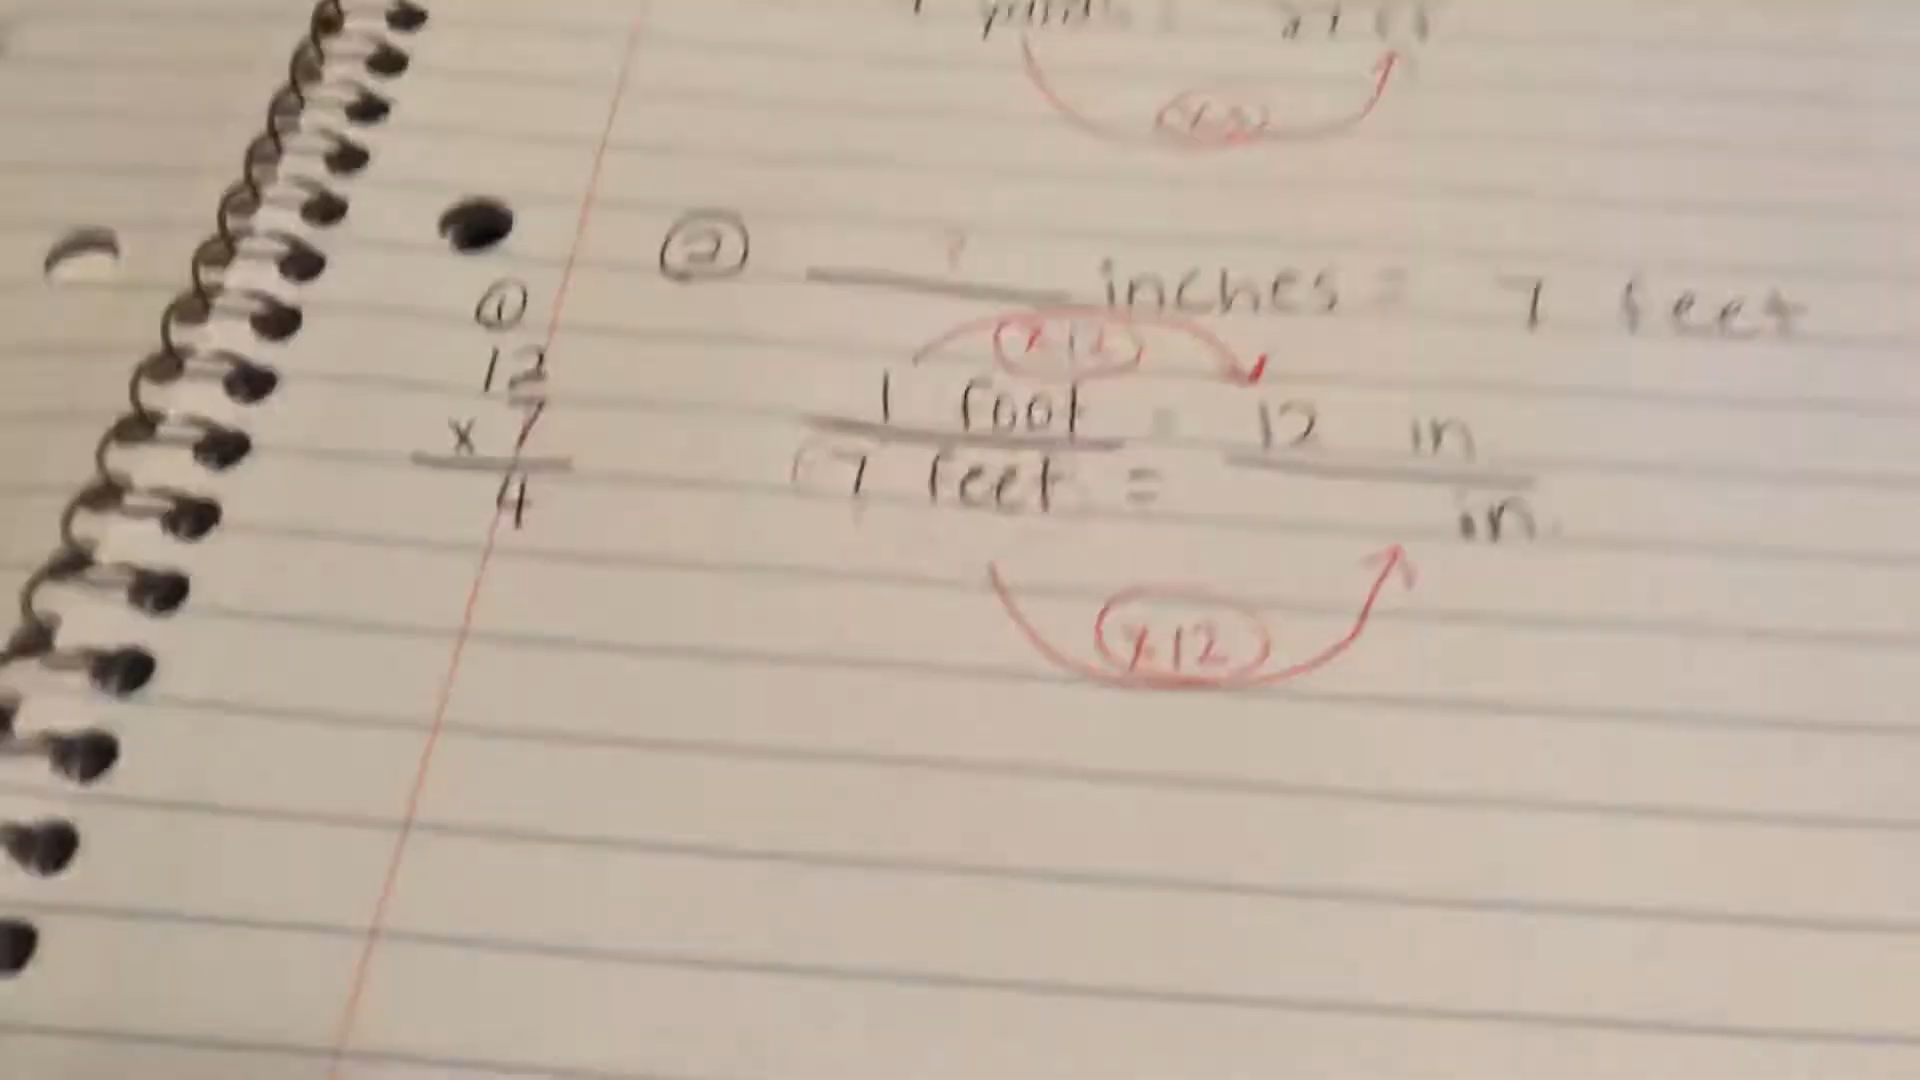 ② ? inches = 7 feet
①
12
x 7
4
x12
1 foot = 12 in
7 feet = in
x12